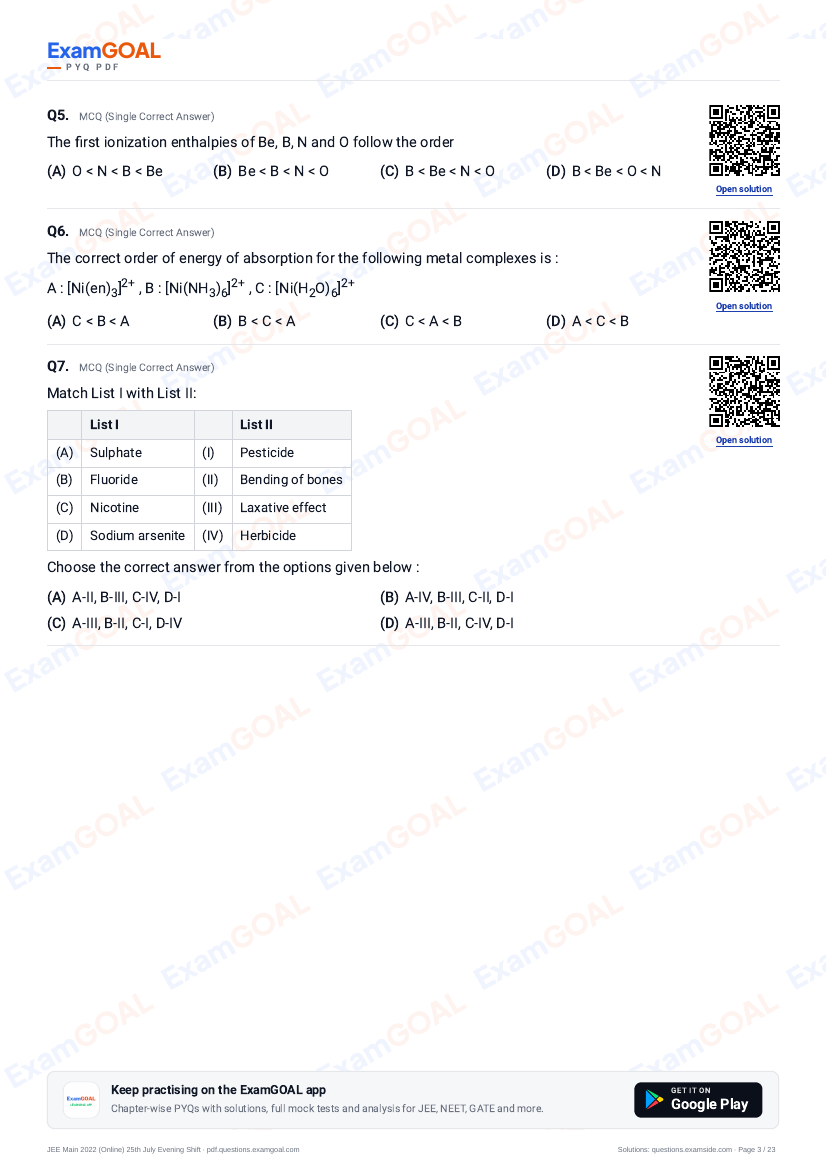 ExamGOAL
PYQ PDF
Q5. MCQ (Single Correct Answer)
The first ionization enthalpies of Be, B, N and O follow the order
(A) O < N < B < Be (B) Be < B < N < O (C) B < Be < N < O (D) B < Be < O < N
Open solution
Q6. MCQ (Single Correct Answer)
The correct order of energy of absorption for the following metal complexes is :
A : [Ni(en)3]2+ , B : [Ni(NH3)6]2+ , C : [Ni(H2O)6]2+
(A) C < B < A (B) B < C < A (C) C < A < B (D) A < C < B
Open solution
Q7. MCQ (Single Correct Answer)
Match List I with List II:
List I List II
(A) Sulphate (I) Pesticide
(B) Fluoride (II) Bending of bones
(C) Nicotine (III) Laxative effect
(D) Sodium arsenite (IV) Herbicide
Open solution
Choose the correct answer from the options given below :
(A) A-II, B-III, C-IV, D-I (B) A-IV, B-III, C-II, D-I
(C) A-III, B-II, C-I, D-IV (D) A-III, B-II, C-IV, D-I
ExamGOAL
Keep practising on the ExamGOAL app
Chapter-wise PYQs with solutions, full mock tests and analysis for JEE, NEET, GATE and more.
GET IT ON
Google Play
JEE Main 2022 (Online) 25th July Evening Shift · pdf.questions.examgoal.com Solutions: questions.examside.com · Page 3 / 23